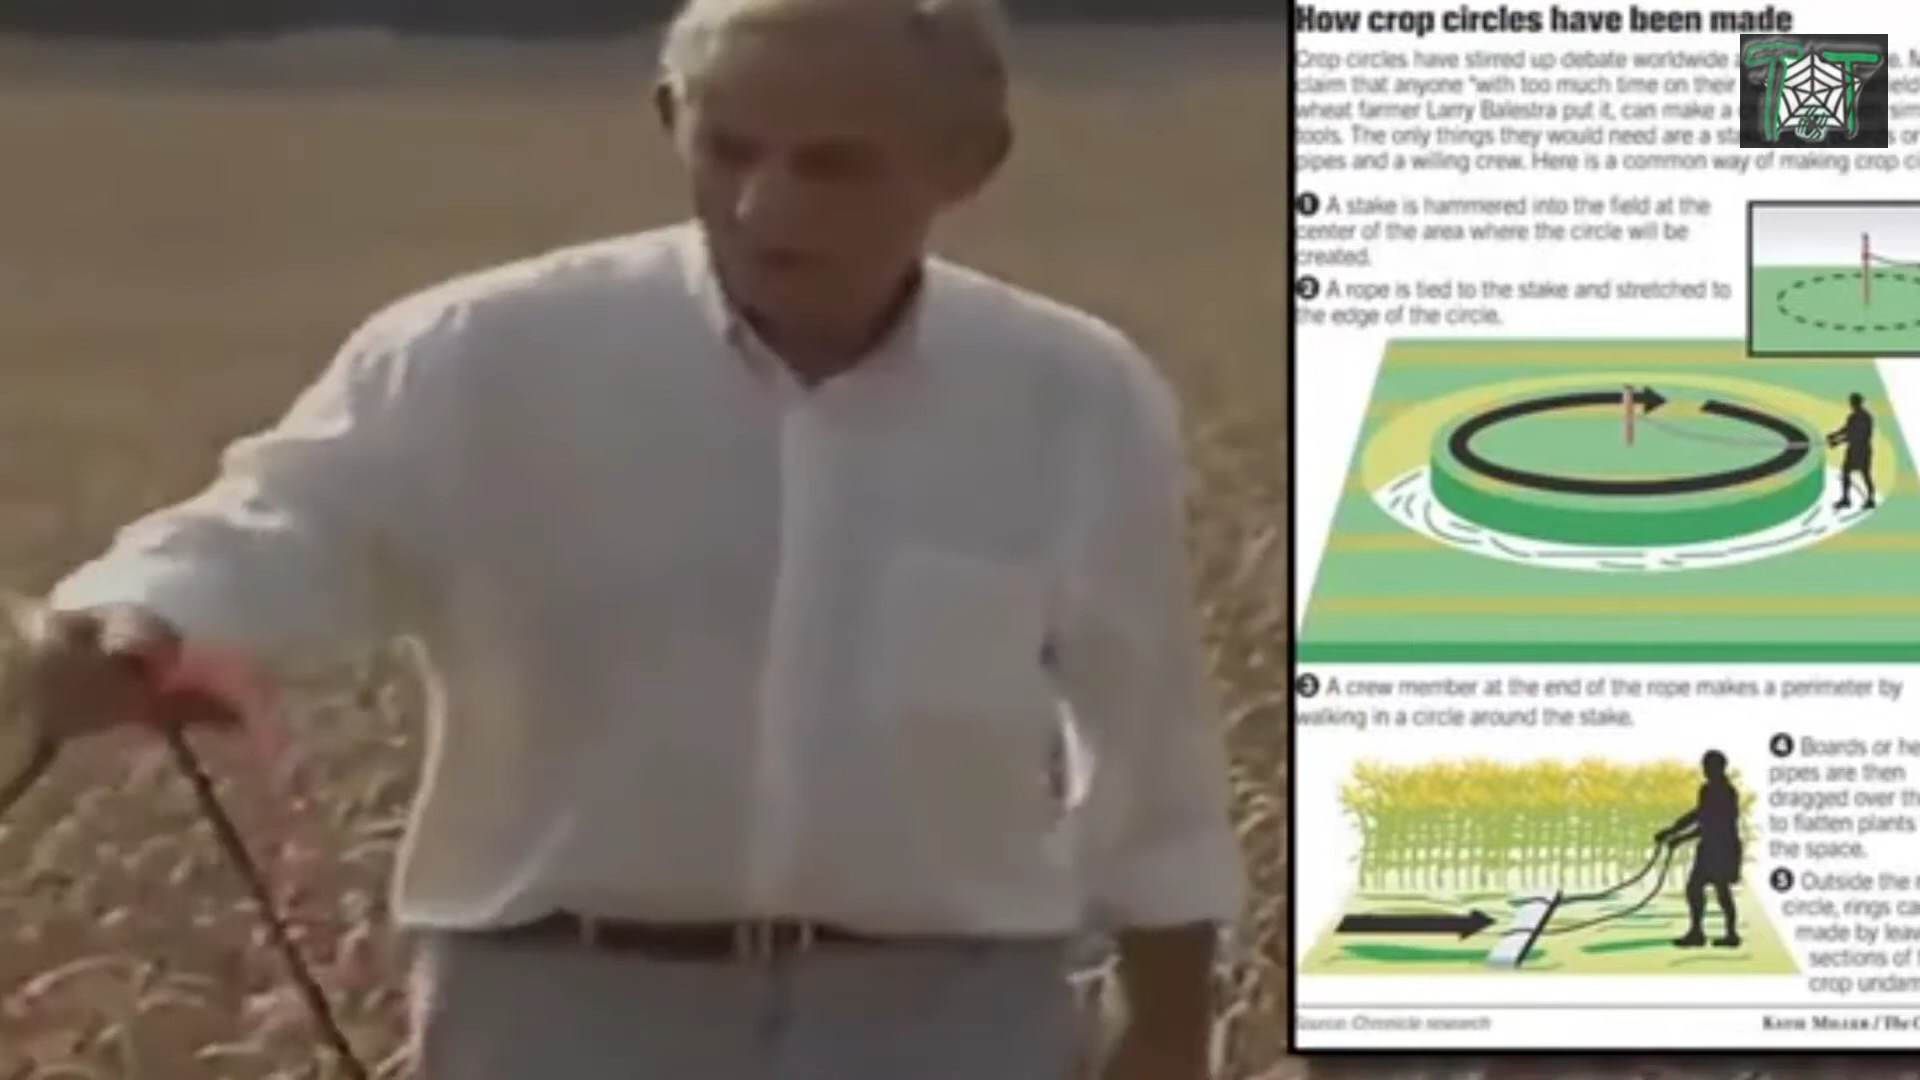 How crop circles have been made
Crop circles have stirred up debate worldwide
claim that anyone "with too much time on their
wheat farmer Larry Balestra put it, can make a
tools. The only things they would need are a
pipes and a willing crew. Here is a common way of making crop
1 A stake is hammered into the field at the
center of the area where the circle will be
created.
2 A rope is tied to the stake and stretched to
the edge of the circle.
3 A crew member at the end of the rope makes a perimeter by
walking in a circle around the stake.
4 Boards or
pipes are then
dragged over
to flatten plants
the space.
5 Outside the
circle, rings
made by
sections of
crop
Source: Chronicle research
TT